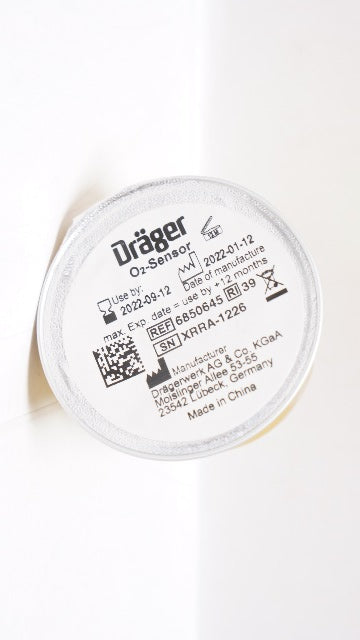 Dräger
O₂-Sensor
Use by:
2022-09-12
2022-01-12
Date of manufacture
max. Exp. date = use by + 12 months
REF 6850645 RI 39
SN XRRA-1226
Manufacturer
Drägerwerk AG & Co. KGaA
Moislinger Allee 53-55
23542 Lübeck, Germany
Made in China